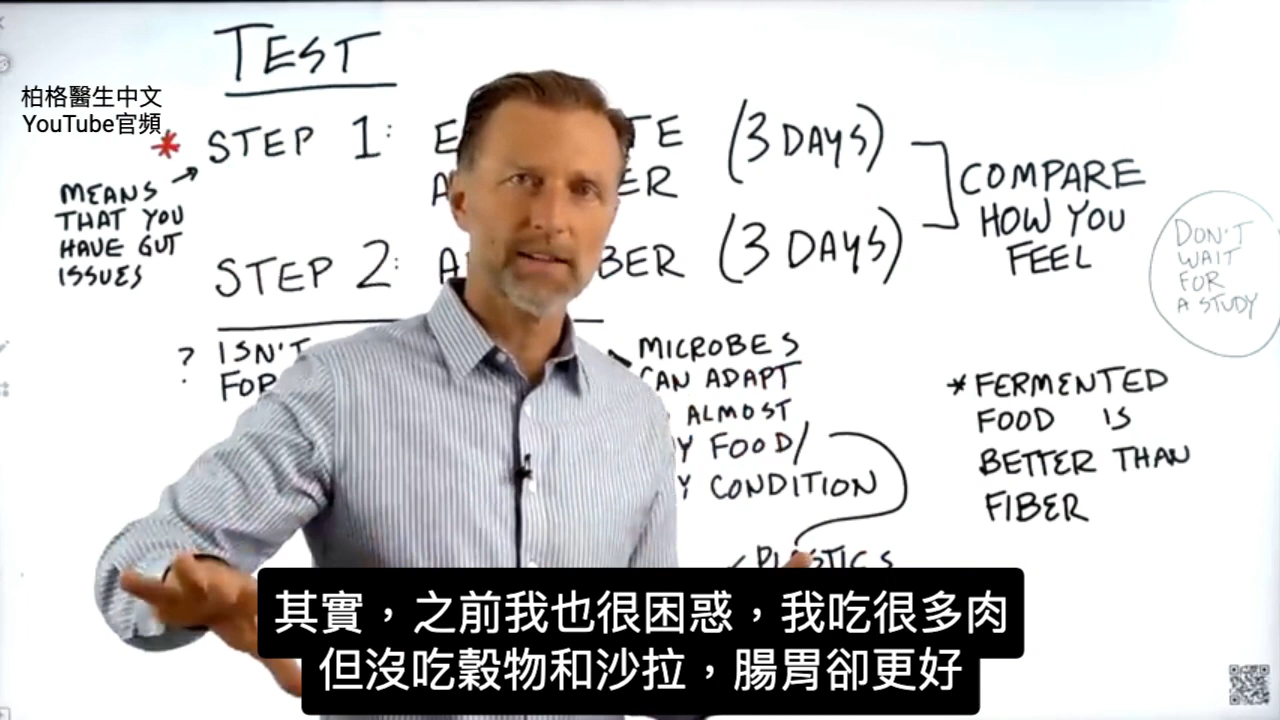 TEST
柏格醫生中文
YouTube官頻
* STEP 1: (3 DAYS)
STEP 2: (3 DAYS)
MEANS
THAT YOU
HAVE GUT
ISSUES
COMPARE
HOW YOU
FEEL
DON'T
WAIT
FOR
A STUDY
? ISN'T
FOR
MICROBES
CAN ADAPT
ALMOST
FOOD/
CONDITION
PLASTICS
* FERMENTED
FOOD IS
BETTER THAN
FIBER
其實，之前我也很困惑，我吃很多肉
但沒吃穀物和沙拉，腸胃卻更好